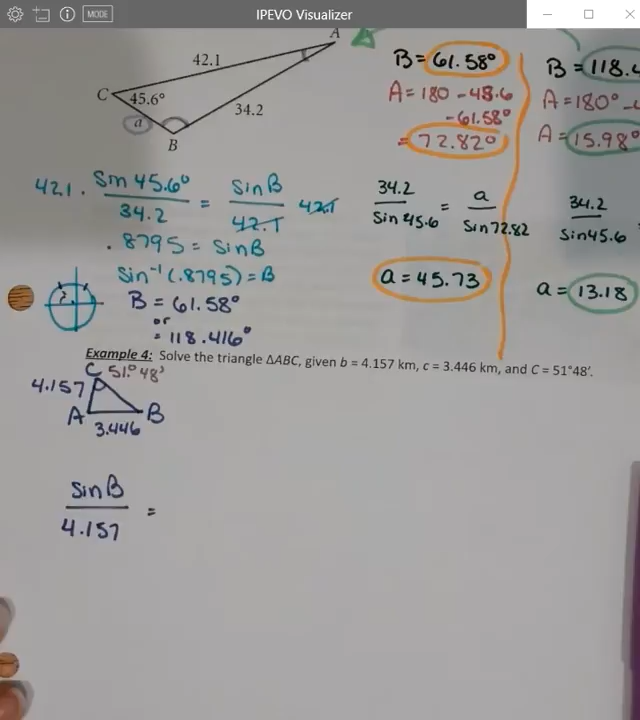 IPEVO Visualizer
MODE
A
42.1
C
45.6°
34.2
a
B
42.1 · Sin 45.6° / 34.2 = Sin B / 42.1 42.1
.8795 = Sin B
Sin⁻¹(.8795) = B
B = 61.58°
or
= 118.416°
B = 61.58°
A = 180 - 48.6
- 61.58°
= 72.82°
34.2 / Sin 45.6 = a / Sin 72.82
a = 45.73
B = 118.4
A = 180° -
A = 15.98°
34.2 / Sin 45.6
a = 13.18
Example 4: Solve the triangle ΔABC, given b = 4.157 km, c = 3.446 km, and C = 51°48'.
C 51° 48'
4.157
A B
3.446
Sin B / 4.157 =